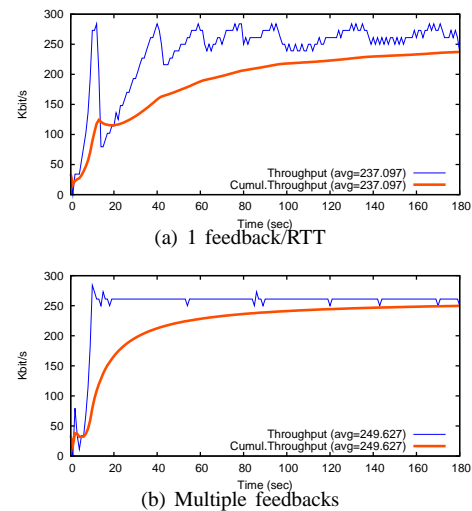 300
250
200
150
100
50
0
Kbit/s
Throughput (avg=237.097)
Cumul.Throughput (avg=237.097)
0 20 40 60 80 100 120 140 160 180
Time (sec)
(a) 1 feedback/RTT
300
250
200
150
100
50
0
Kbit/s
Throughput (avg=249.627)
Cumul.Throughput (avg=249.627)
0 20 40 60 80 100 120 140 160 180
Time (sec)
(b) Multiple feedbacks